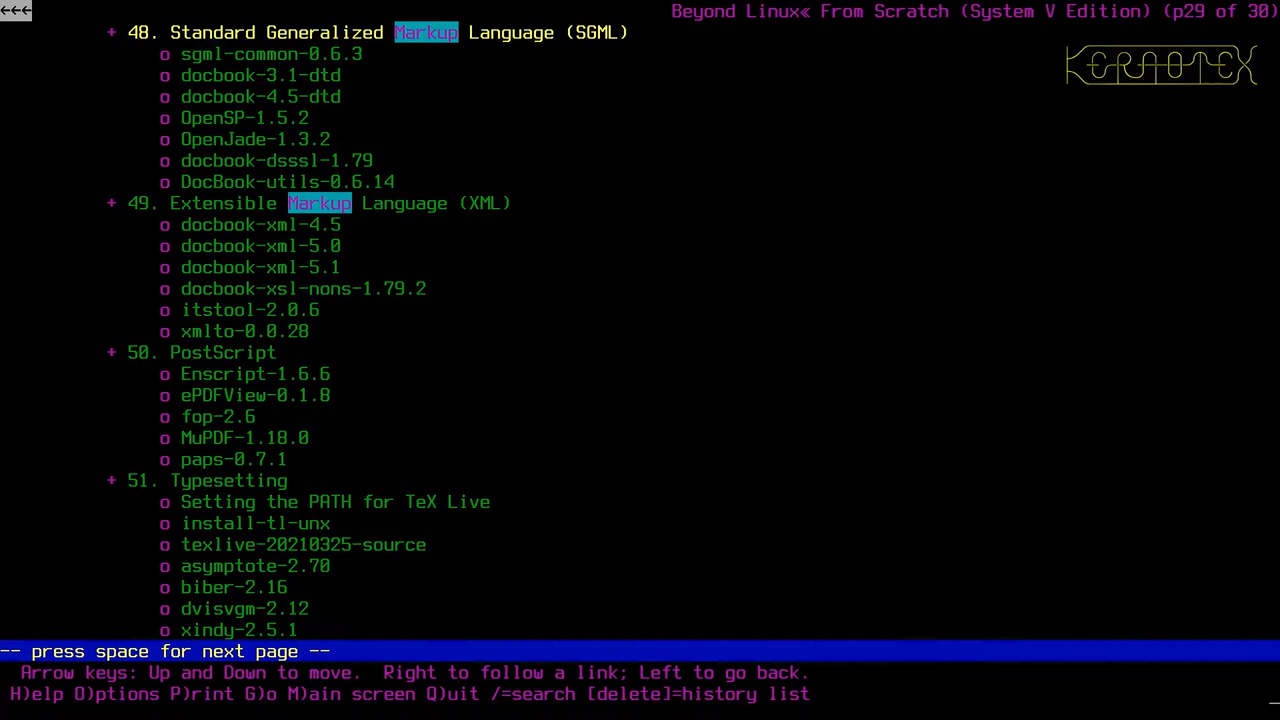 ←←← Beyond Linux« From Scratch (System V Edition) (p29 of 30)
+ 48. Standard Generalized Markup Language (SGML)
o sgml-common-0.6.3
KERNOTEX
o docbook-3.1-dtd
o docbook-4.5-dtd
o OpenSP-1.5.2
o OpenJade-1.3.2
o docbook-dsssl-1.79
o DocBook-utils-0.6.14
+ 49. Extensible Markup Language (XML)
o docbook-xml-4.5
o docbook-xml-5.0
o docbook-xml-5.1
o docbook-xsl-nons-1.79.2
o itstool-2.0.6
o xmlto-0.0.28
+ 50. PostScript
o Enscript-1.6.6
o ePDFView-0.1.8
o fop-2.6
o MuPDF-1.18.0
o paps-0.7.1
+ 51. Typesetting
o Setting the PATH for TeX Live
o install-tl-unx
o texlive-20210325-source
o asymptote-2.70
o biber-2.16
o dvisvgm-2.12
o xindy-2.5.1
-- press space for next page --
Arrow keys: Up and Down to move. Right to follow a link; Left to go back.
H)elp O)ptions P)rint G)o M)ain screen Q)uit /=search [delete]=history list